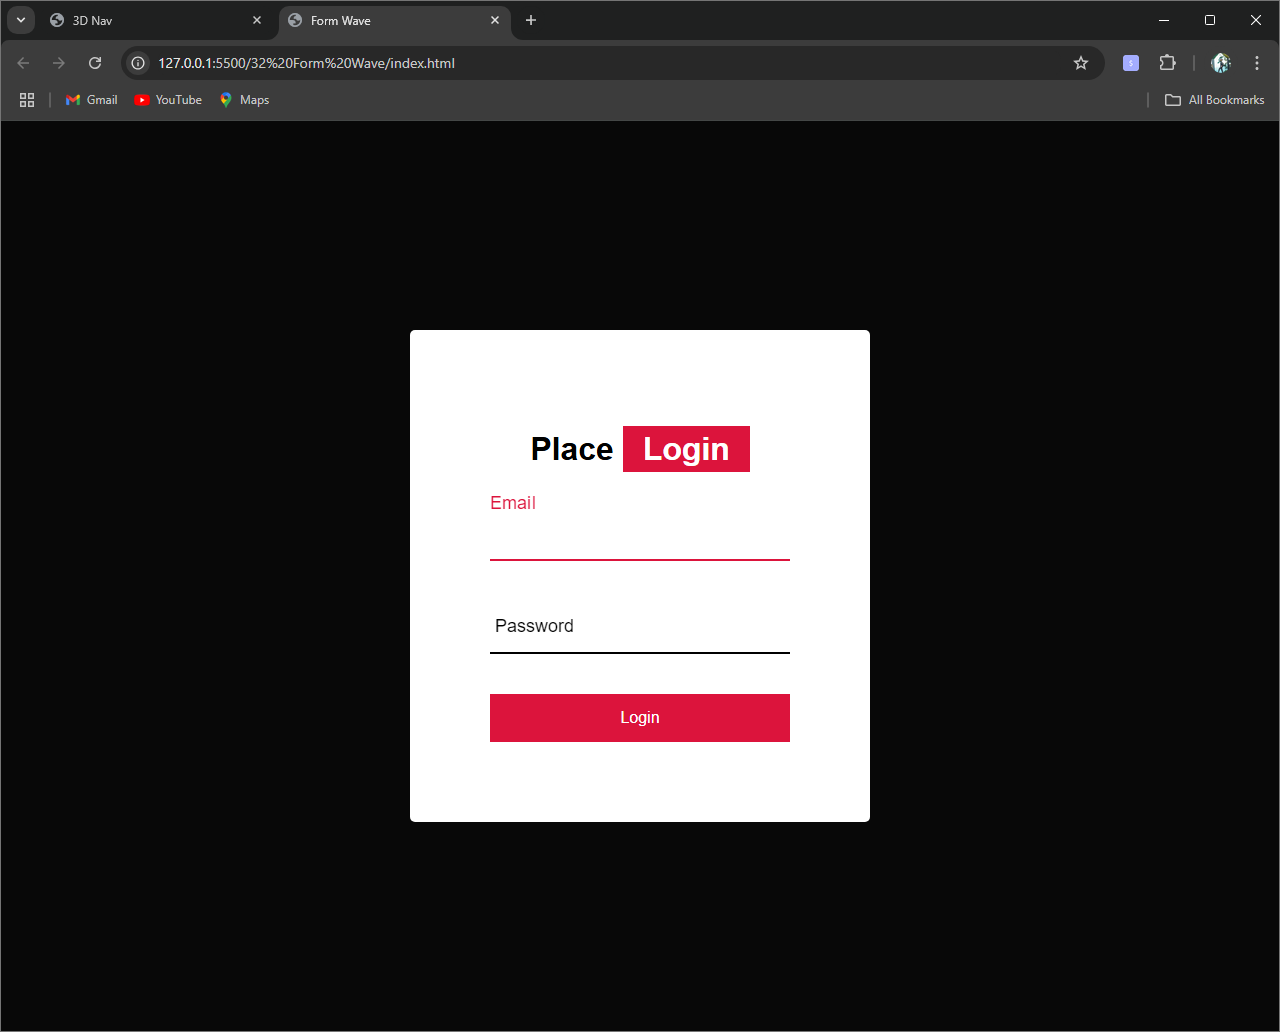 3D Nav
Form Wave
127.0.0.1:5500/32%20Form%20Wave/index.html
Gmail
YouTube
Maps
All Bookmarks
Place Login
Email
Password
Login